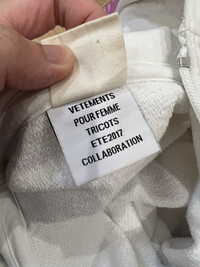 VETEMENTS
POUR FEMME
TRICOTS
ETE2017
COLLABORATION